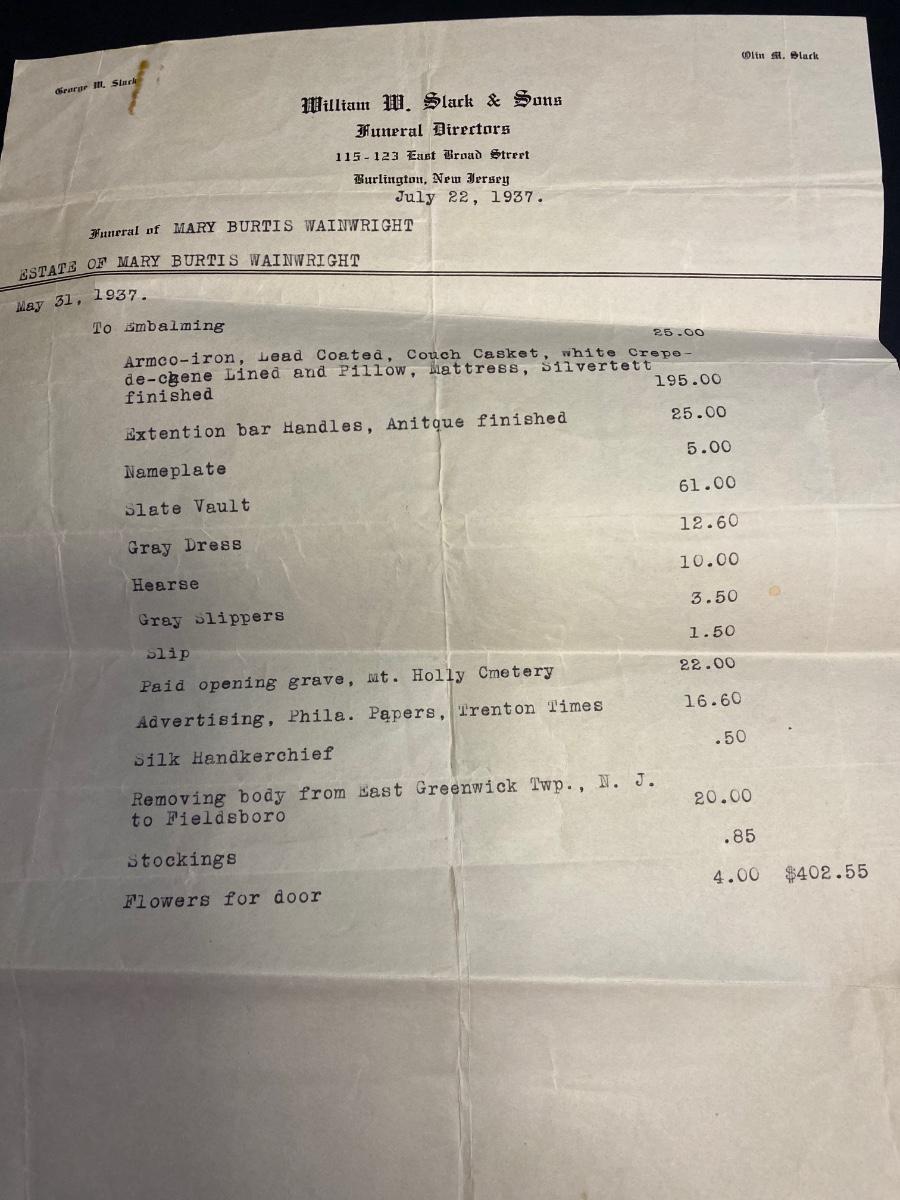 George W. Slack
Olin M. Slack
William W. Slack & Sons
Funeral Directors
115-123 East Broad Street
Burlington, New Jersey
July 22, 1937.
Funeral of MARY BURTIS WAINWRIGHT
ESTATE OF MARY BURTIS WAINWRIGHT
May 31, 1937.
To Embalming 25.00
Armco-iron, Lead Coated, Couch Casket, white Crepe-
de-chene Lined and Pillow, Mattress, Silvertett
finished 195.00
Extention bar Handles, Anitque finished 25.00
Nameplate 5.00
Slate Vault 61.00
Gray Dress 12.60
Hearse 10.00
Gray Slippers 3.50
Slip 1.50
Paid opening grave, Mt. Holly Cmetery 22.00
Advertising, Phila. Papers, Trenton Times 16.60
Silk Handkerchief .50
Removing body from East Greenwick Twp., N. J.
to Fieldsboro 20.00
Stockings .85
Flowers for door 4.00 $402.55